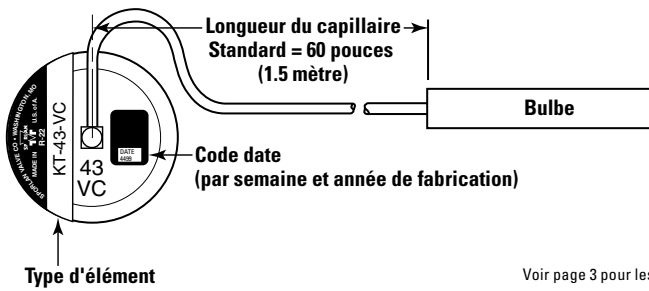 Longueur du capillaire
Standard = 60 pouces
(1.5 mètre)
Bulbe
SPORLAN VALVE CO • WASHINGTON, MO
MADE IN U.S. of A
R-22
KT-43-VC
43
VC
DATE
4499
Code date
(par semaine et année de fabrication)
Type d'élément
Voir page 3 pour les